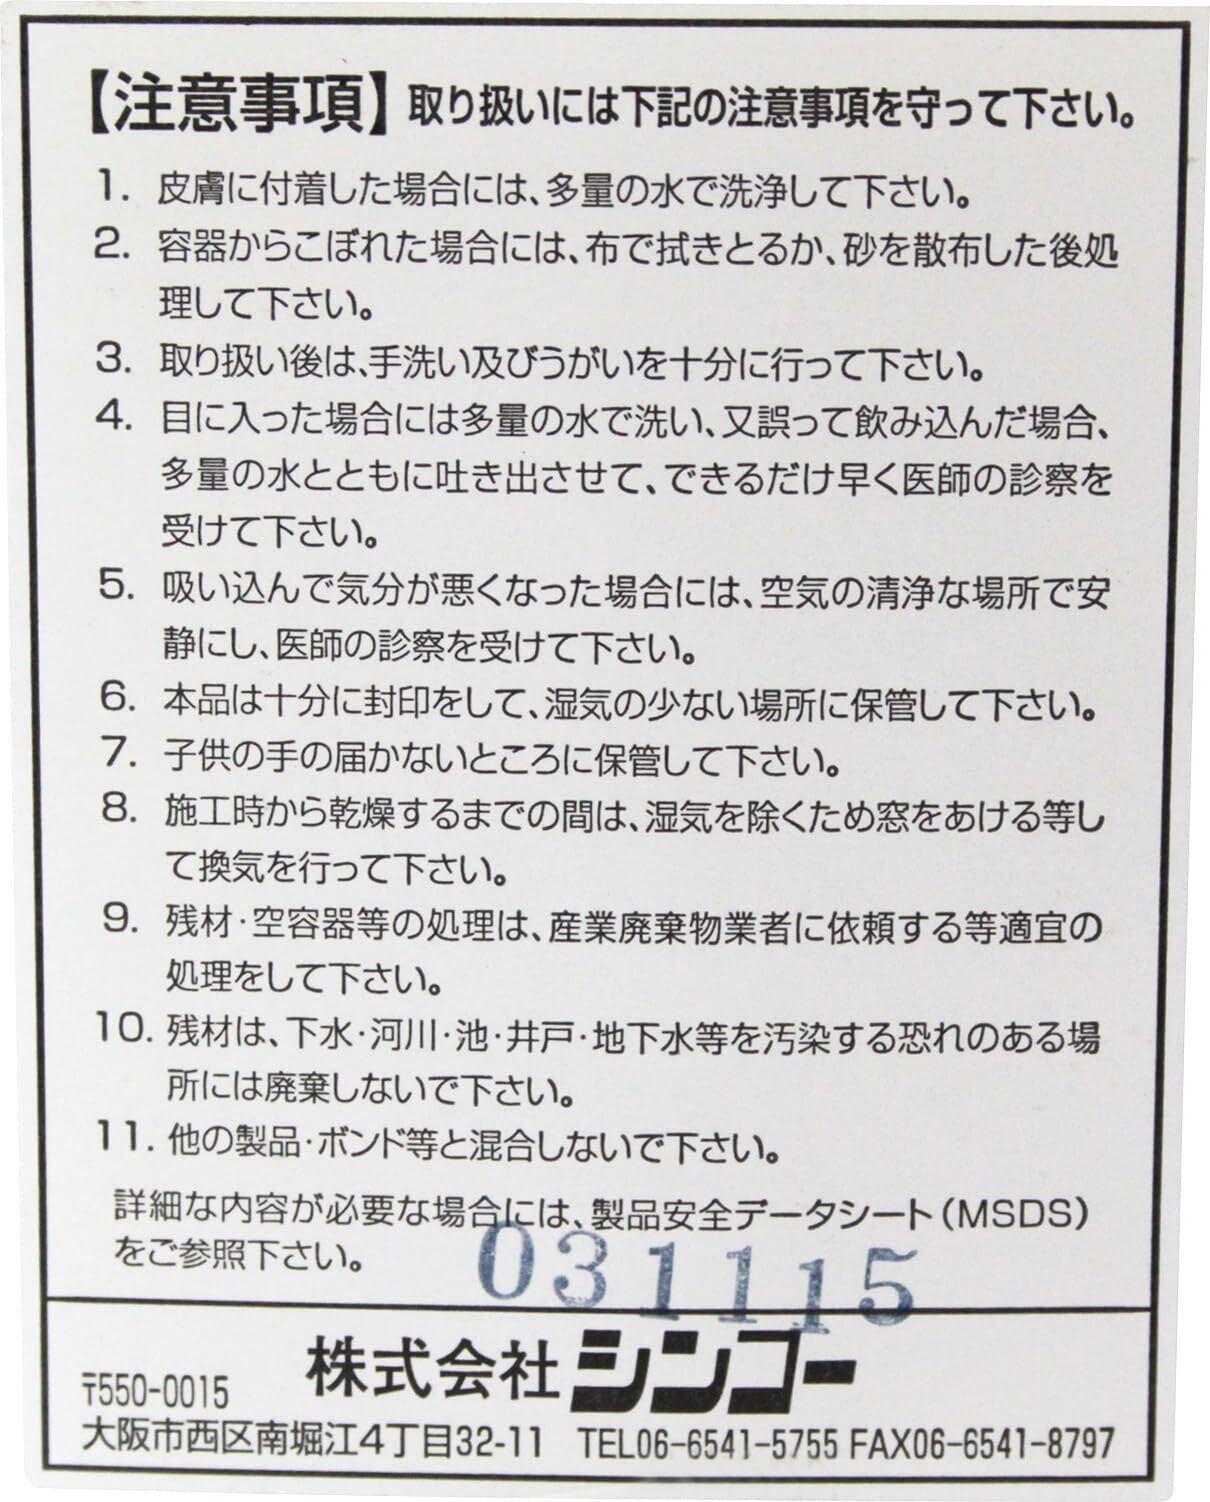 【注意事項】取り扱いには下記の注意事項を守って下さい。
1. 皮膚に付着した場合には、多量の水で洗浄して下さい。
2. 容器からこぼれた場合には、布で拭きとるか、砂を散布した後処
理して下さい。
3. 取り扱い後は、手洗い及びうがいを十分に行って下さい。
4. 目に入った場合には多量の水で洗い、又誤って飲み込んだ場合、
多量の水とともに吐き出させて、できるだけ早く医師の診察を
受けて下さい。
5. 吸い込んで気分が悪くなった場合には、空気の清浄な場所で安
静にし、医師の診察を受けて下さい。
6. 本品は十分に封印をして、湿気の少ない場所に保管して下さい。
7. 子供の手の届かないところに保管して下さい。
8. 施工時から乾燥するまでの間は、湿気を除くため窓をあける等し
て換気を行って下さい。
9. 残材・空容器等の処理は、産業廃棄物業者に依頼する等適宜の
処理をして下さい。
10. 残材は、下水・河川・池・井戸・地下水等を汚染する恐れのある場
所には廃棄しないで下さい。
11. 他の製品・ボンド等と混合しないで下さい。
詳細な内容が必要な場合には、製品安全データシート(MSDS)
をご参照下さい。
031115
株式会社シンコー
〒550-0015
大阪市西区南堀江4丁目32-11 TEL06-6541-5755 FAX06-6541-8797